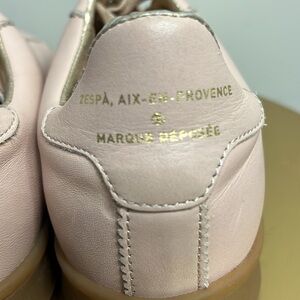 ZESPÀ, AIX-EN-PROVENCE
MARQUE DÉPOSÉE